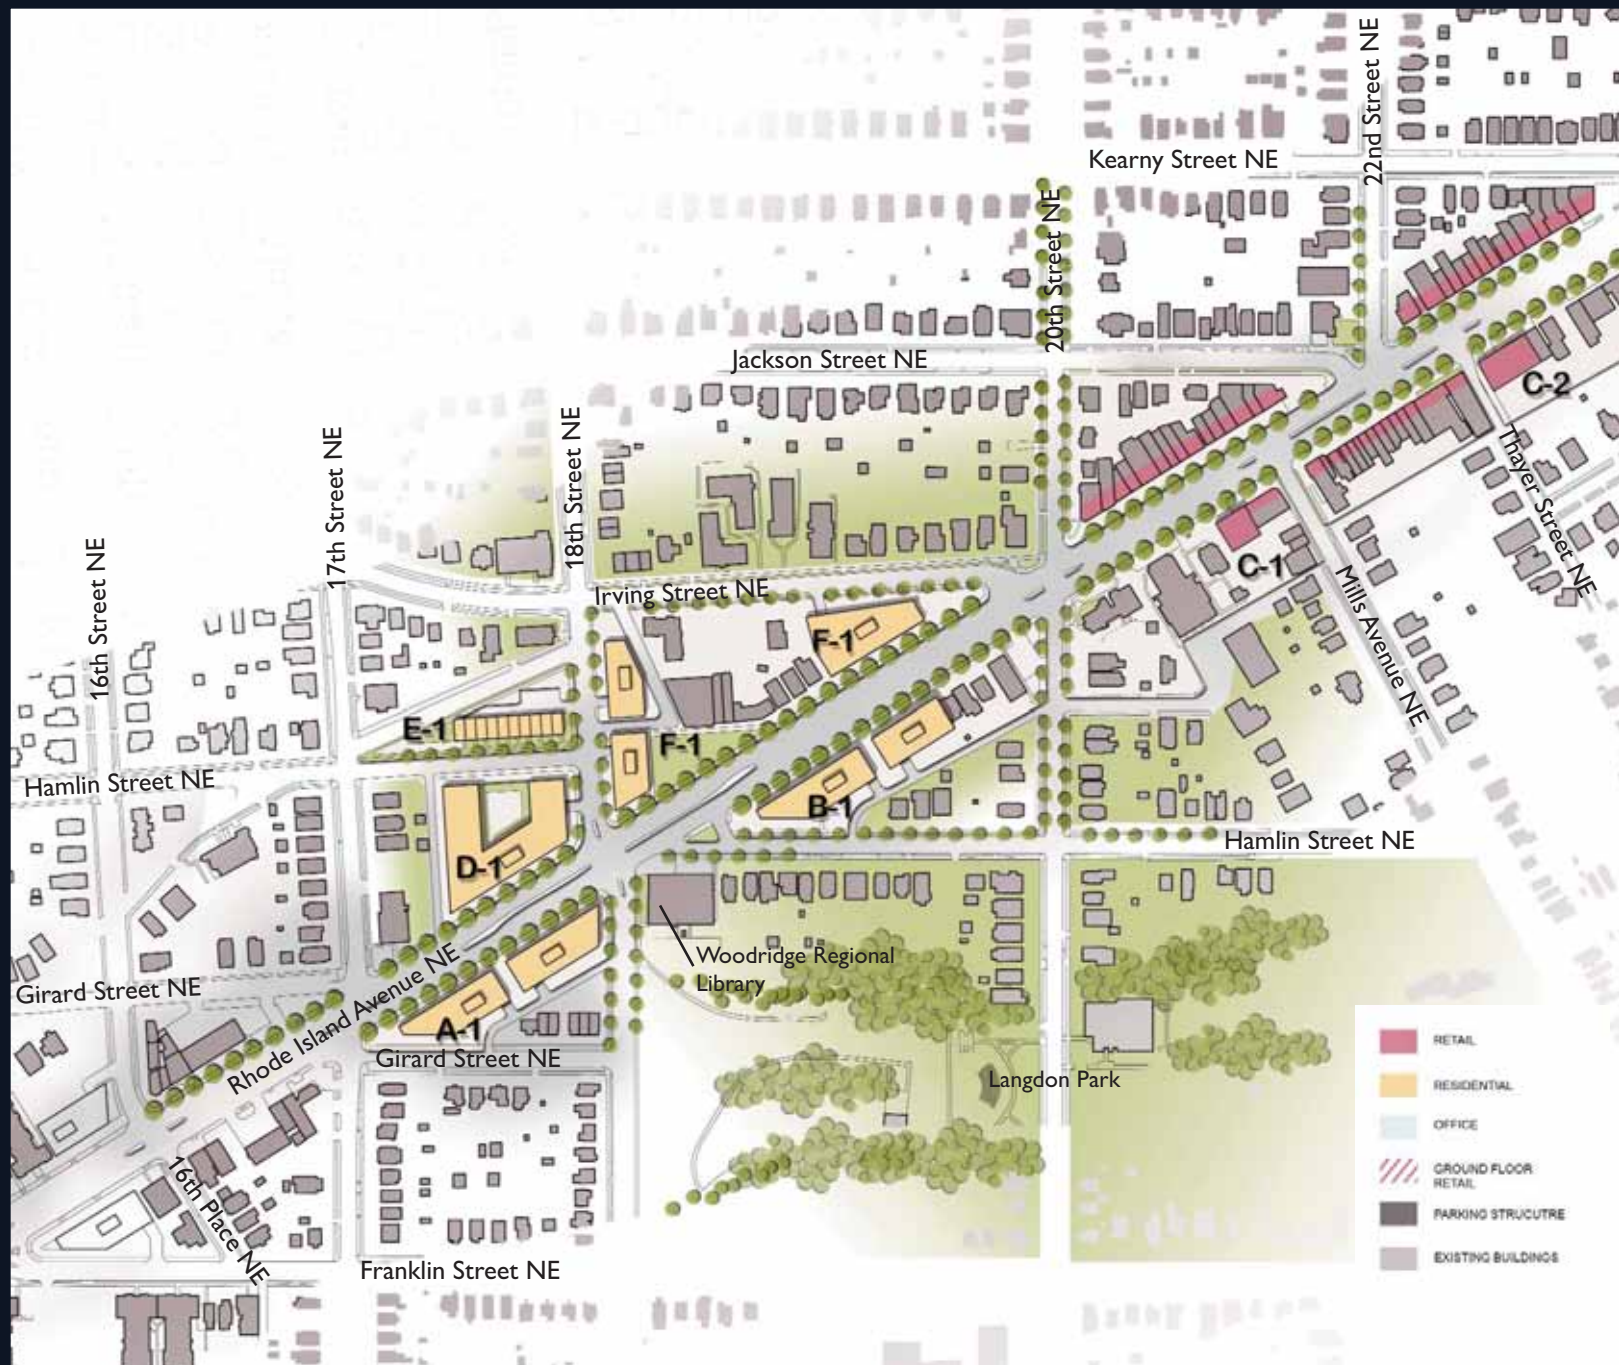 22nd Street NE
Kearny Street NE
20th Street NE
Jackson Street NE
C-2
18th Street NE
17th Street NE
Thayer Street NE
16th Street NE
C-1
Irving Street NE
Mills Avenue NE
F-1
E-1
F-1
Hamlin Street NE
B-1
Hamlin Street NE
D-1
Woodridge Regional
Library
Rhode Island Avenue NE
Girard Street NE
A-1
Girard Street NE
Langdon Park
16th Place NE
Franklin Street NE
RETAIL
RESIDENTIAL
OFFICE
GROUND FLOOR
RETAIL
PARKING STRUCUTRE
EXISTING BUILDINGS